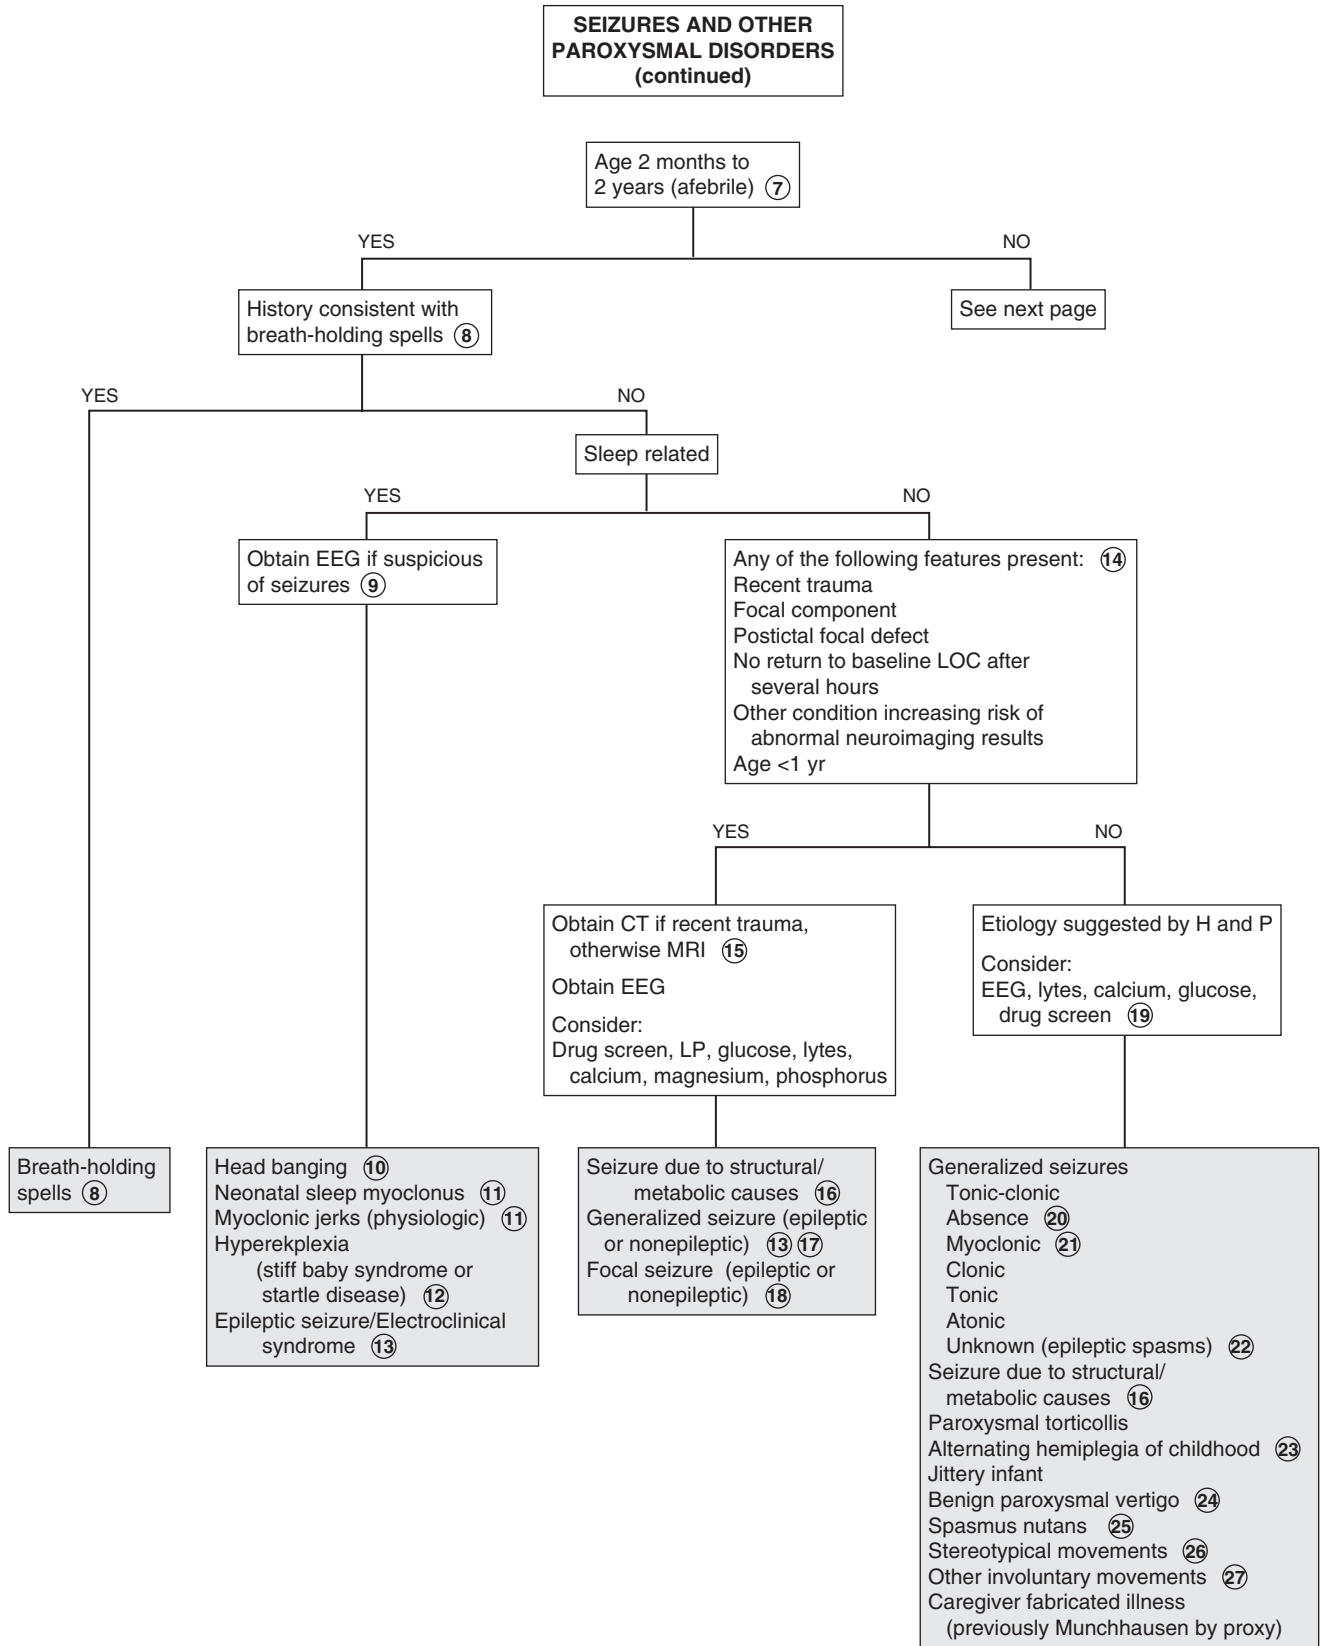 SEIZURES AND OTHER
PAROXYSMAL DISORDERS
(continued)
Age 2 months to
2 years (afebrile) 7
YES
NO
History consistent with
breath-holding spells 8
See next page
YES
NO
Sleep related
YES
NO
Obtain EEG if suspicious
of seizures 9
Any of the following features present: 14
Recent trauma
Focal component
Postictal focal defect
No return to baseline LOC after
several hours
Other condition increasing risk of
abnormal neuroimaging results
Age <1 yr
YES
NO
Obtain CT if recent trauma,
otherwise MRI 15
Obtain EEG
Consider:
Drug screen, LP, glucose, lytes,
calcium, magnesium, phosphorus
Etiology suggested by H and P
Consider:
EEG, lytes, calcium, glucose,
drug screen 19
Breath-holding
spells 8
Head banging 10
Neonatal sleep myoclonus 11
Myoclonic jerks (physiologic) 11
Hyperekplexia
(stiff baby syndrome or
startle disease) 12
Epileptic seizure/Electroclinical
syndrome 13
Seizure due to structural/
metabolic causes 16
Generalized seizure (epileptic
or nonepileptic) 13 17
Focal seizure (epileptic or
nonepileptic) 18
Generalized seizures
Tonic-clonic
Absence 20
Myoclonic 21
Clonic
Tonic
Atonic
Unknown (epileptic spasms) 22
Seizure due to structural/
metabolic causes 16
Paroxysmal torticollis
Alternating hemiplegia of childhood 23
Jittery infant
Benign paroxysmal vertigo 24
Spasmus nutans 25
Stereotypical movements 26
Other involuntary movements 27
Caregiver fabricated illness
(previously Munchhausen by proxy)